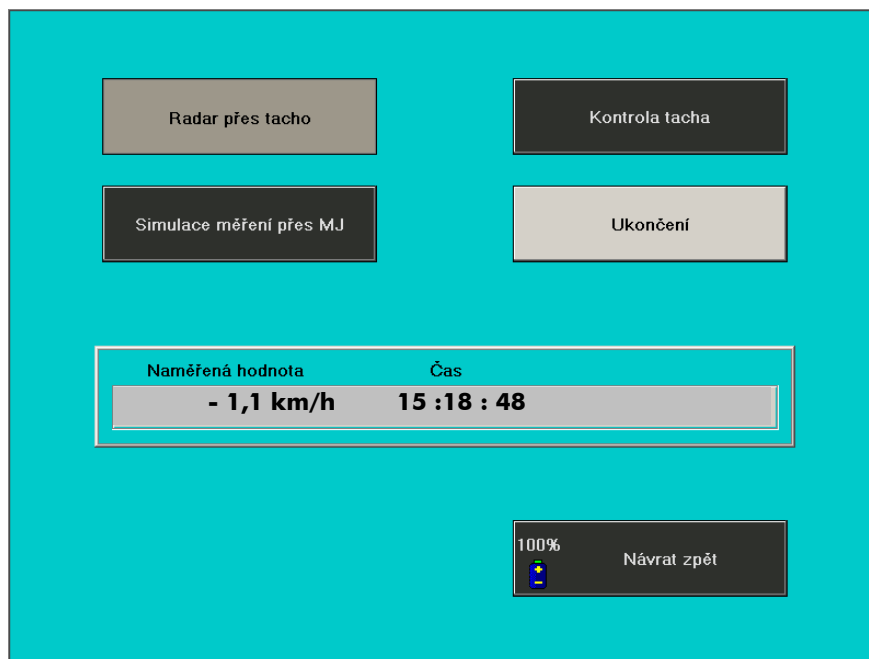 Radar přes tacho
Kontrola tacha
Simulace měření přes MJ
Ukončení
Naměřená hodnota Čas
- 1,1 km/h 15 :18 : 48
100%
Návrat zpět